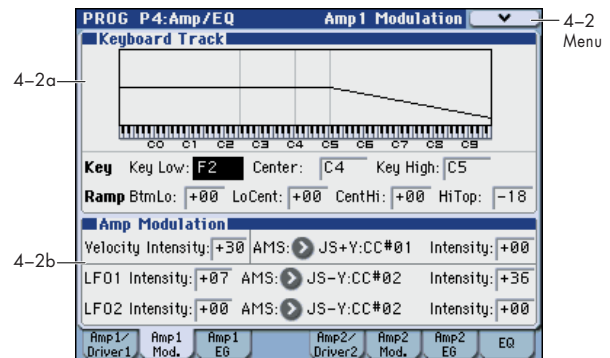 PROG P4:Amp/EQ Amp1 Modulation
4–2
Menu
Keyboard Track
4–2a
C0 C1 C2 C3 C4 C5 C6 C7 C8 C9
Key Key Low: F2 Center: C4 Key High: C5
Ramp BtmLo: +00 LoCent: +00 CentHi: +00 HiTop: -18
Amp Modulation
Velocity Intensity: +30 AMS: JS+Y:CC#01 Intensity: +00
4–2b
LFO1 Intensity: +07 AMS: JS-Y:CC#02 Intensity: +36
LFO2 Intensity: +00 AMS: JS-Y:CC#02 Intensity: +00
Amp1/ Driver1 Amp1 Mod. Amp1 EG Amp2/ Driver2 Amp2 Mod. Amp2 EG EQ